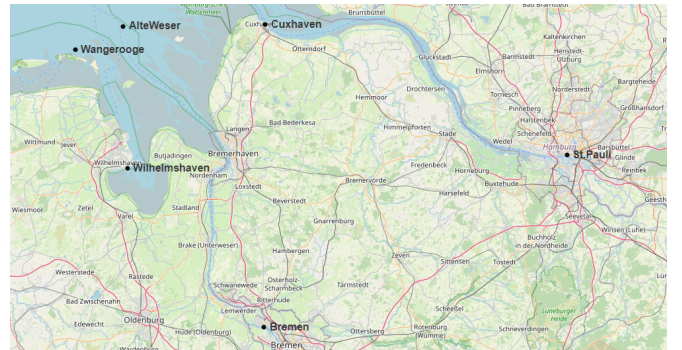 Wattenmeer
Brunsbüttel
AlteWeser
Cuxhaven
Cuxhaven
Kaltenkirchen
Wangerooge
Otterndorf
Henstedt-
Ulzburg
Glückstadt
Barmstedt
Elmshorn
Bargteheide
Hemmoor
Drochtersen
Tornesch
Norderstedt
Pinneberg
Großhansdorf
Langen
Bad Bederkesa
Himmelpforten
Stade
Halstenbek
Schenefeld
Wittmund
Jever
Butjadingen
Bremerhaven
Wedel
Hamburg
Barsbüttel
St.Pauli
Glinde
Wilhelmshaven
Wilhelmshaven
Nordenham
Fredenbeck
Horneburg
Reinbek
Loxstedt
Bremervörde
Buxtehude
Harsefeld
Geesth
Wiesmoor
Zetel
Stadland
Beverstedt
Varel
Gnarrenburg
Seevetal
Winsen (Luhe)
Brake (Unterweser)
Hambergen
Zeven
Buchholz
in der Nordheide
Sittensen
Tostedt
Westerstede
Rastede
Schwanewede
Osterholz-
Scharmbeck
Tarmstedt
Bad Zwischenahn
Ritterhude
Lemwerder
Scheeßel
Lüneburger
Heide
Edewecht
Oldenburg
Hude (Oldenburg)
Bremen
Ottersberg
Rotenburg
(Wümme)
Schneverdingen
Bremen
Wardenburg